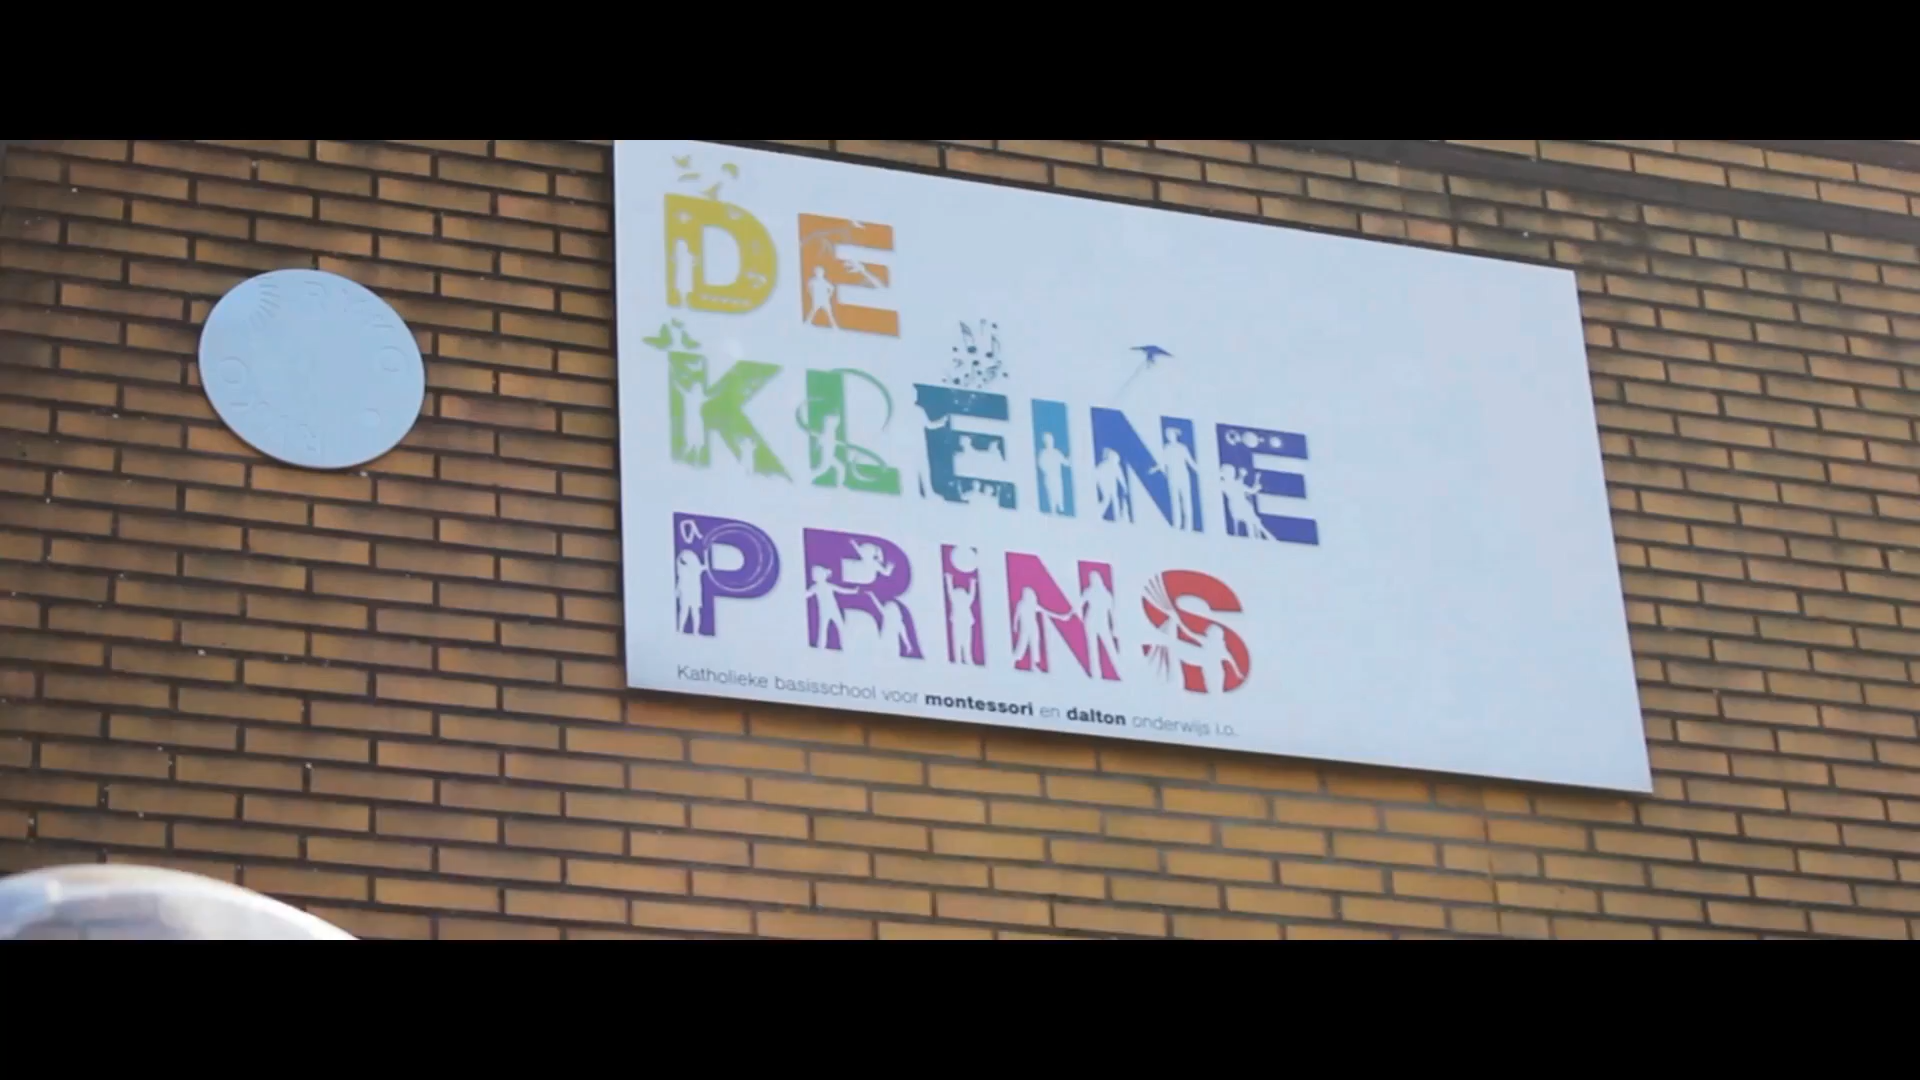 DE
KLEINE
PRINS
Katholieke basisschool voor montessori en dalton onderwijs i.o.